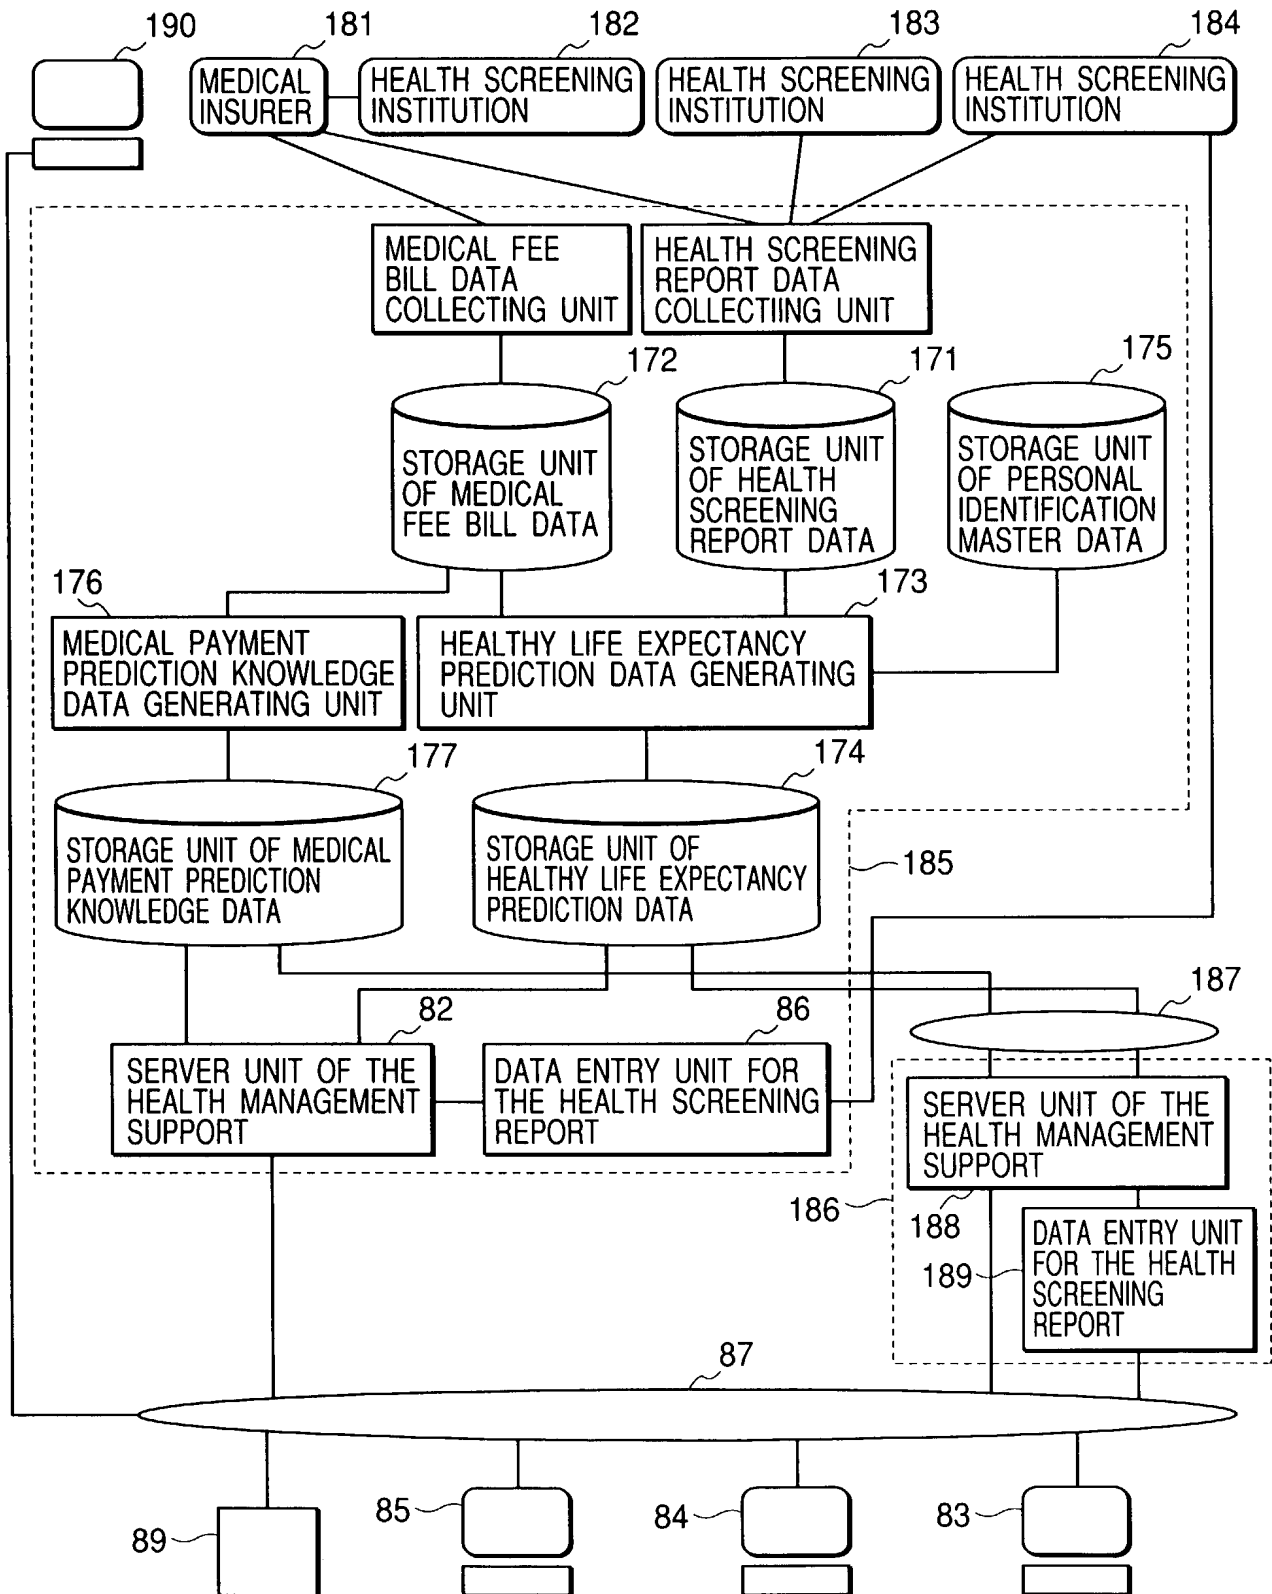 190
181
182
183
184
MEDICAL
INSURER
HEALTH SCREENING
INSTITUTION
HEALTH SCREENING
INSTITUTION
HEALTH SCREENING
INSTITUTION
MEDICAL FEE
BILL DATA
COLLECTING UNIT
HEALTH SCREENING
REPORT DATA
COLLECTIING UNIT
172
171
175
STORAGE UNIT
OF MEDICAL
FEE BILL DATA
STORAGE UNIT
OF HEALTH
SCREENING
REPORT DATA
STORAGE UNIT
OF PERSONAL
IDENTIFICATION
MASTER DATA
176
173
MEDICAL PAYMENT
PREDICTION KNOWLEDGE
DATA GENERATING UNIT
HEALTHY LIFE EXPECTANCY
PREDICTION DATA GENERATING
UNIT
177
174
STORAGE UNIT OF MEDICAL
PAYMENT PREDICTION
KNOWLEDGE DATA
STORAGE UNIT OF
HEALTHY LIFE EXPECTANCY
PREDICTION DATA
185
187
82
86
SERVER UNIT OF THE
HEALTH MANAGEMENT
SUPPORT
DATA ENTRY UNIT FOR
THE HEALTH SCREENING
REPORT
SERVER UNIT OF THE
HEALTH MANAGEMENT
SUPPORT
186
188
189
DATA ENTRY UNIT
FOR THE HEALTH
SCREENING
REPORT
87
89
85
84
83